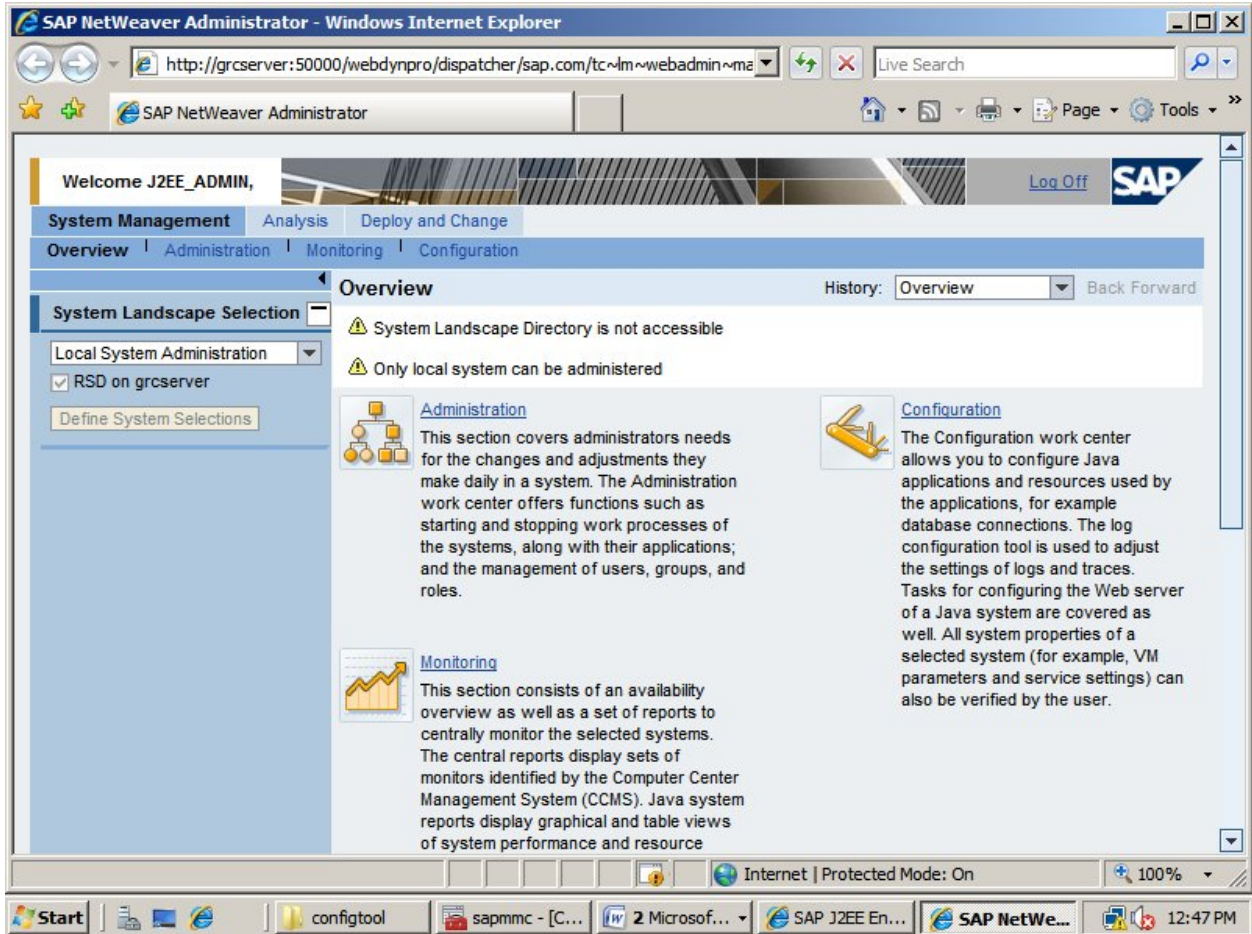 SAP NetWeaver Administrator - Windows Internet Explorer
http://grcserver:50000/webdynpro/dispatcher/sap.com/tc~lm~webadmin~ma
Live Search
SAP NetWeaver Administrator
Page
Tools
Welcome J2EE_ADMIN,
Log Off
SAP
System Management Analysis Deploy and Change
Overview Administration Monitoring Configuration
System Landscape Selection
Local System Administration
RSD on grcserver
Define System Selections
Overview
History: Overview Back Forward
System Landscape Directory is not accessible
Only local system can be administered
Administration
This section covers administrators needs
for the changes and adjustments they
make daily in a system. The Administration
work center offers functions such as
starting and stopping work processes of
the systems, along with their applications;
and the management of users, groups, and
roles.
Configuration
The Configuration work center
allows you to configure Java
applications and resources used by
the applications, for example
database connections. The log
configuration tool is used to adjust
the settings of logs and traces.
Tasks for configuring the Web server
of a Java system are covered as
well. All system properties of a
selected system (for example, VM
parameters and service settings) can
also be verified by the user.
Monitoring
This section consists of an availability
overview as well as a set of reports to
centrally monitor the selected systems.
The central reports display sets of
monitors identified by the Computer Center
Management System (CCMS). Java system
reports display graphical and table views
of system performance and resource
Internet | Protected Mode: On
100%
Start
configtool
sapmmc - [C...
2 Microsof...
SAP J2EE En...
SAP NetWe...
12:47 PM